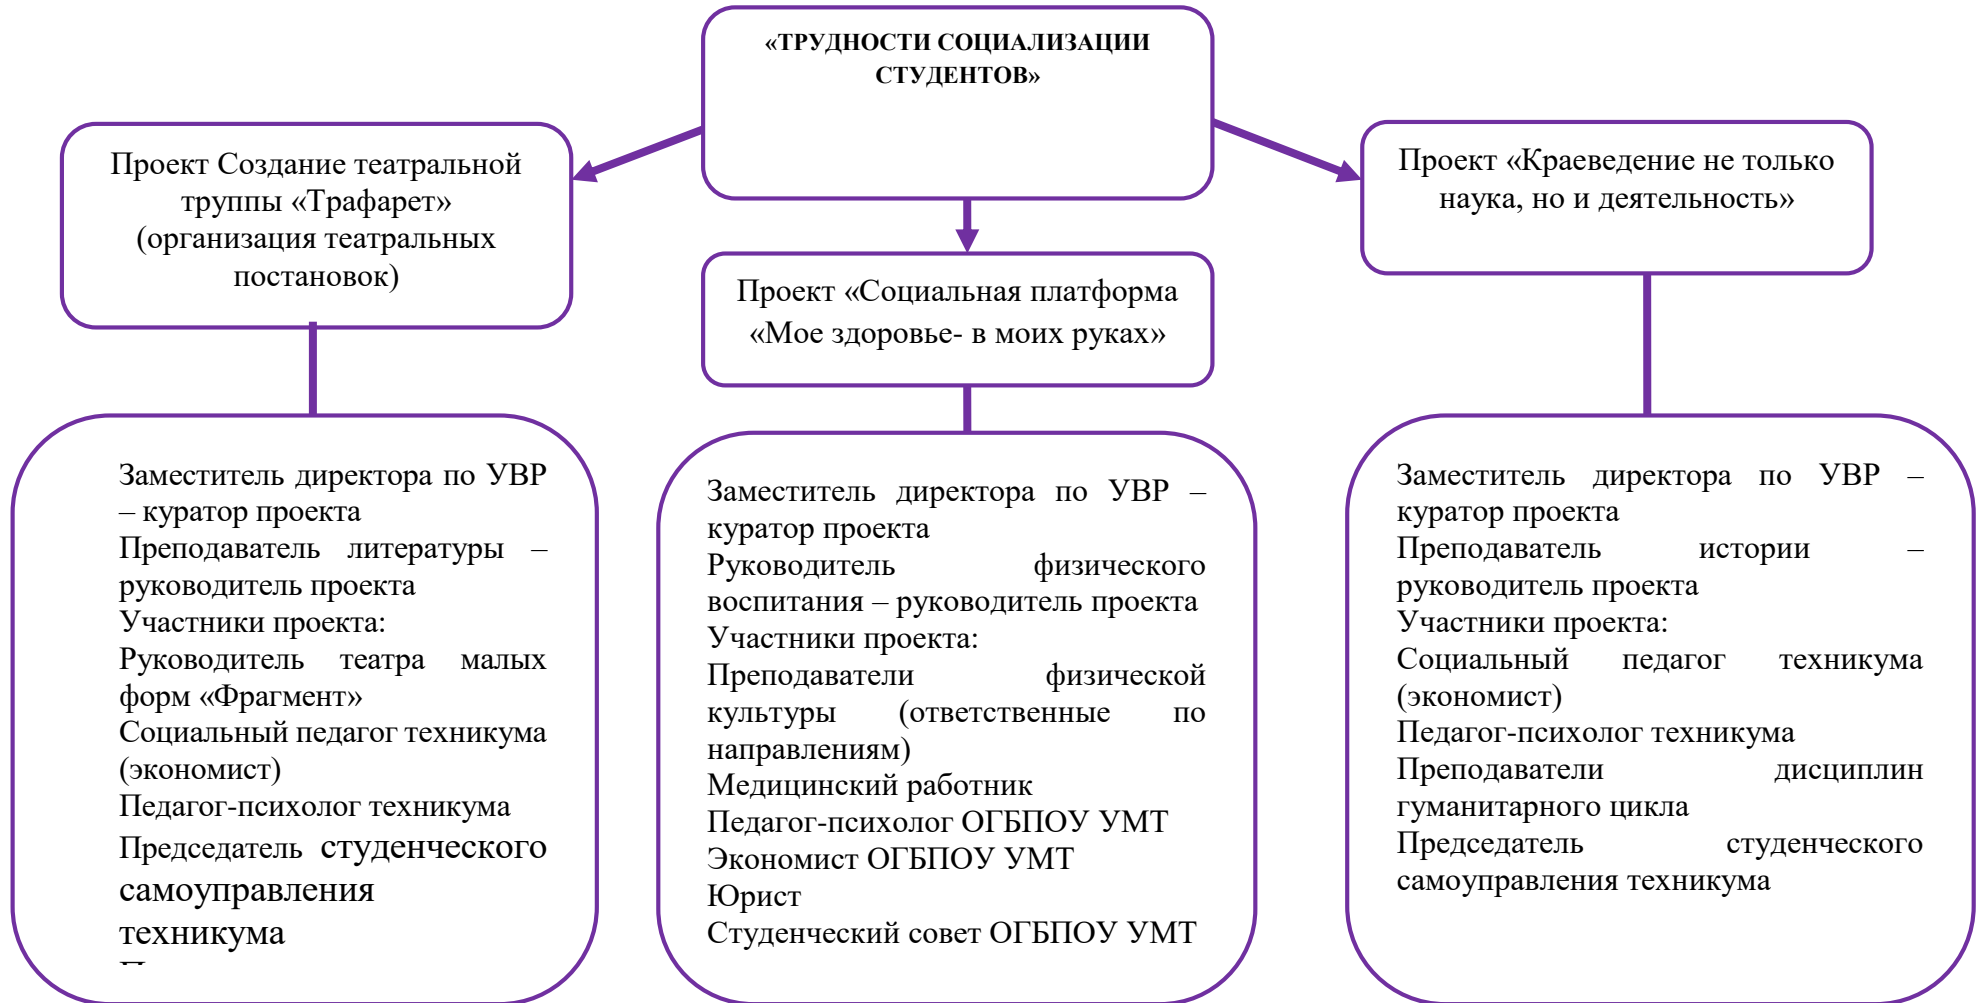 «ТРУДНОСТИ СОЦИАЛИЗАЦИИ
СТУДЕНТОВ»
Проект Создание театральной
труппы «Трафарет»
(организация театральных
постановок)
Проект «Социальная платформа
«Мое здоровье- в моих руках»
Проект «Краеведение не только
наука, но и деятельность»
Заместитель директора по УВР
– куратор проекта
Преподаватель литературы –
руководитель проекта
Участники проекта:
Руководитель театра малых
форм «Фрагмент»
Социальный педагог техникума
(экономист)
Педагог-психолог техникума
Председатель студенческого
самоуправления
техникума
Заместитель директора по УВР –
куратор проекта
Руководитель физического
воспитания – руководитель проекта
Участники проекта:
Преподаватели физической
культуры (ответственные по
направлениям)
Медицинский работник
Педагог-психолог ОГБПОУ УМТ
Экономист ОГБПОУ УМТ
Юрист
Студенческий совет ОГБПОУ УМТ
Заместитель директора по УВР –
куратор проекта
Преподаватель истории –
руководитель проекта
Участники проекта:
Социальный педагог техникума
(экономист)
Педагог-психолог техникума
Преподаватели дисциплин
гуманитарного цикла
Председатель студенческого
самоуправления техникума